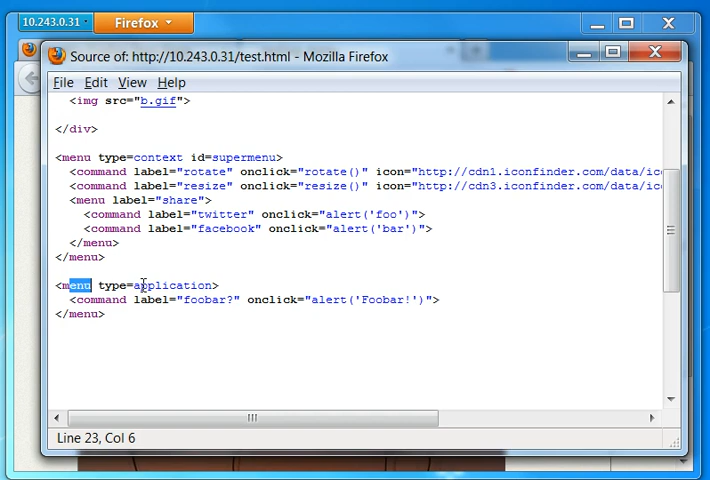 10.243.0.31
Firefox
Source of: http://10.243.0.31/test.html - Mozilla Firefox
File Edit View Help
<img src="b.gif">
</div>
<menu type=context id=supermenu>
<command label="rotate" onclick="rotate()" icon="http://cdn1.iconfinder.com/data/ic
<command label="resize" onclick="resize()" icon="http://cdn3.iconfinder.com/data/ic
<menu label="share">
<command label="twitter" onclick="alert('foo')">
<command label="facebook" onclick="alert('bar')">
</menu>
</menu>
<menu type=application>
<command label="foobar?" onclick="alert('Foobar!')">
</menu>
Line 23, Col 6